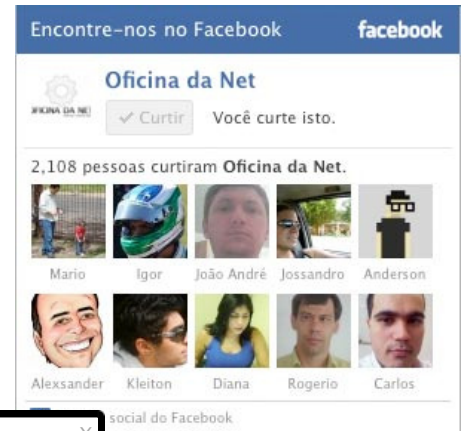 Encontre-nos no Facebook
facebook
Oficina da Net
OFICINA DA NET
✓ Curtir
Você curte isto.
2,108 pessoas curtiram Oficina da Net.
Mario Igor João André Jossandro Anderson
Alexsander Kleiton Diana Rogerio Carlos
social do Facebook